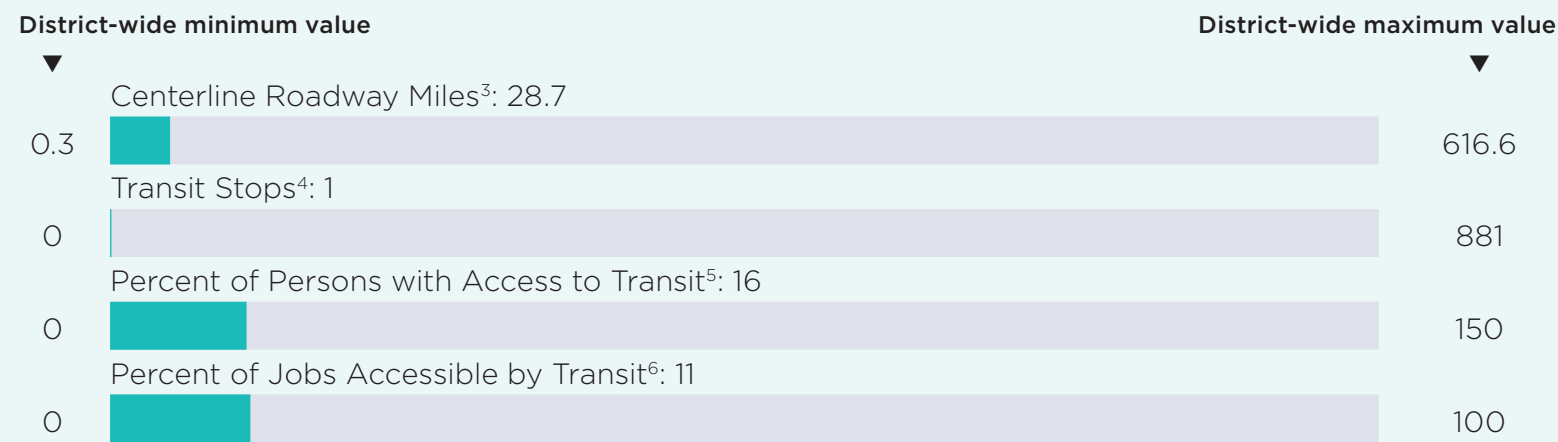 District-wide minimum value District-wide maximum value
▼ ▼
Centerline Roadway Miles³: 28.7
0.3 616.6
Transit Stops⁴: 1
0 881
Percent of Persons with Access to Transit⁵: 16
0 150
Percent of Jobs Accessible by Transit⁶: 11
0 100